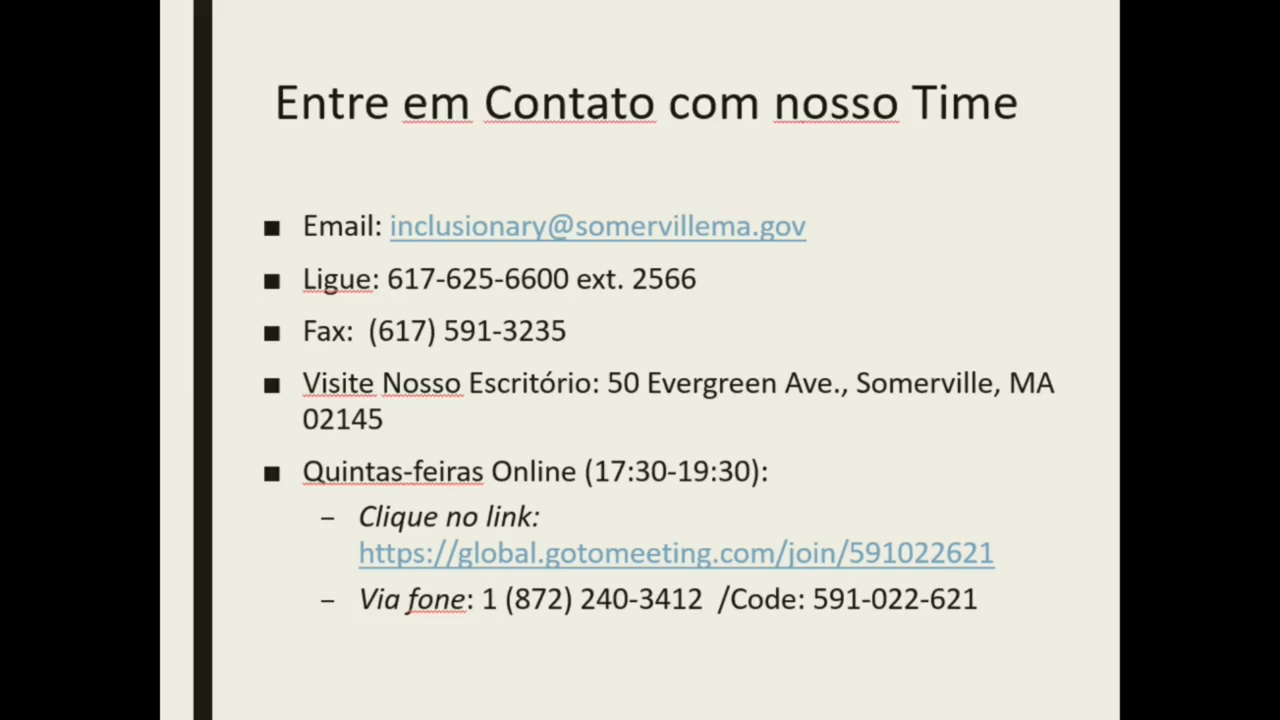 Entre em Contato com nosso Time
■ Email: inclusionary@somervillema.gov
■ Ligue: 617-625-6600 ext. 2566
■ Fax:  (617) 591-3235
■ Visite Nosso Escritório: 50 Evergreen Ave., Somerville, MA
02145
■ Quintas-feiras Online (17:30-19:30):
– Clique no link:
https://global.gotomeeting.com/join/591022621
– Via fone: 1 (872) 240-3412  /Code: 591-022-621